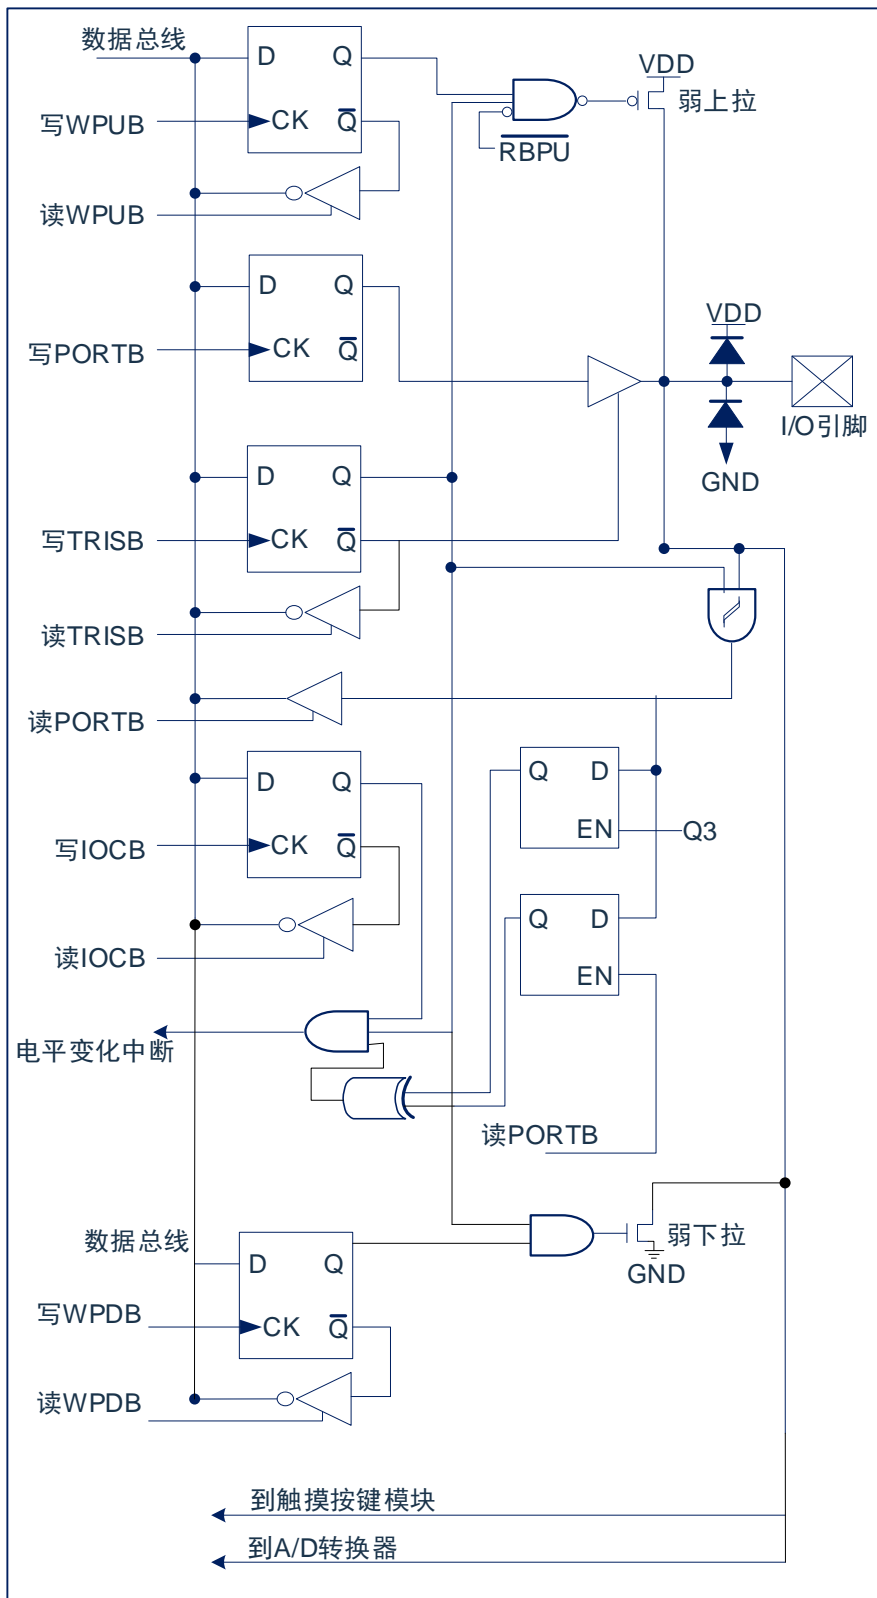 数据总线
D Q
VDD
弱上拉
写WPUB
CK Q̅
R̅B̅P̅U̅
读WPUB
D Q
VDD
写PORTB
CK Q̅
I/O引脚
D Q
GND
写TRISB
CK Q̅
读TRISB
读PORTB
D Q
Q D
写IOCB
CK Q̅
EN
Q3
Q D
读IOCB
EN
电平变化中断
读PORTB
数据总线
弱下拉
D Q
GND
写WPDB
CK Q̅
读WPDB
到触摸按键模块
到A/D转换器